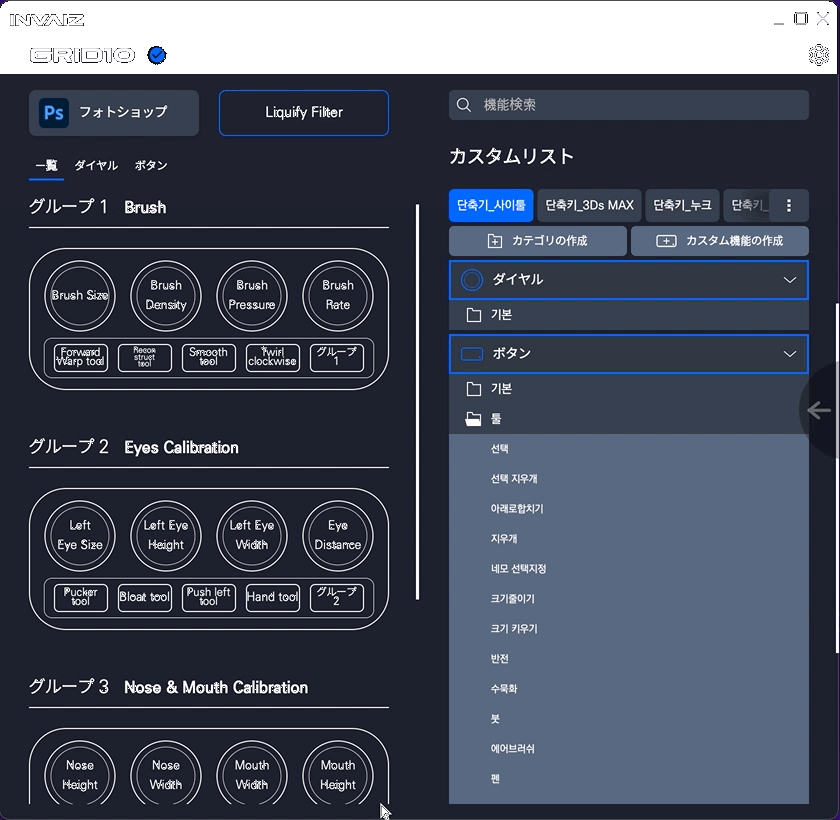 INVAIZ
GRID10
Ps フォトショップ
Liquify Filter
一覧 ダイヤル ボタン
グループ 1 Brush
Brush Size
Brush
Density
Brush
Pressure
Brush
Rate
Forward
Warp tool
Recon
struct
tool
Smooth
tool
Twirl
clockwise
グループ
1
グループ 2 Eyes Calibration
Left
Eye Size
Left Eye
Height
Left Eye
Width
Eye
Distance
Pucker
tool
Bloat tool
Push left
tool
Hand tool
グループ
2
グループ 3 Nose & Mouth Calibration
Nose
Height
Nose
Width
Mouth
Width
Mouth
Height
機能検索
カスタムリスト
단축기_사이툴 단축키_3Ds MAX 단축키_누크 단축키_
カテゴリの作成 カスタム機能の作成
ダイヤル
기본
ボタン
기본
툴
선택
선택 지우개
아래로합치기
지우개
네모 선택지정
크기줄이기
크기 키우기
반전
수묵화
붓
에어브러쉬
펜